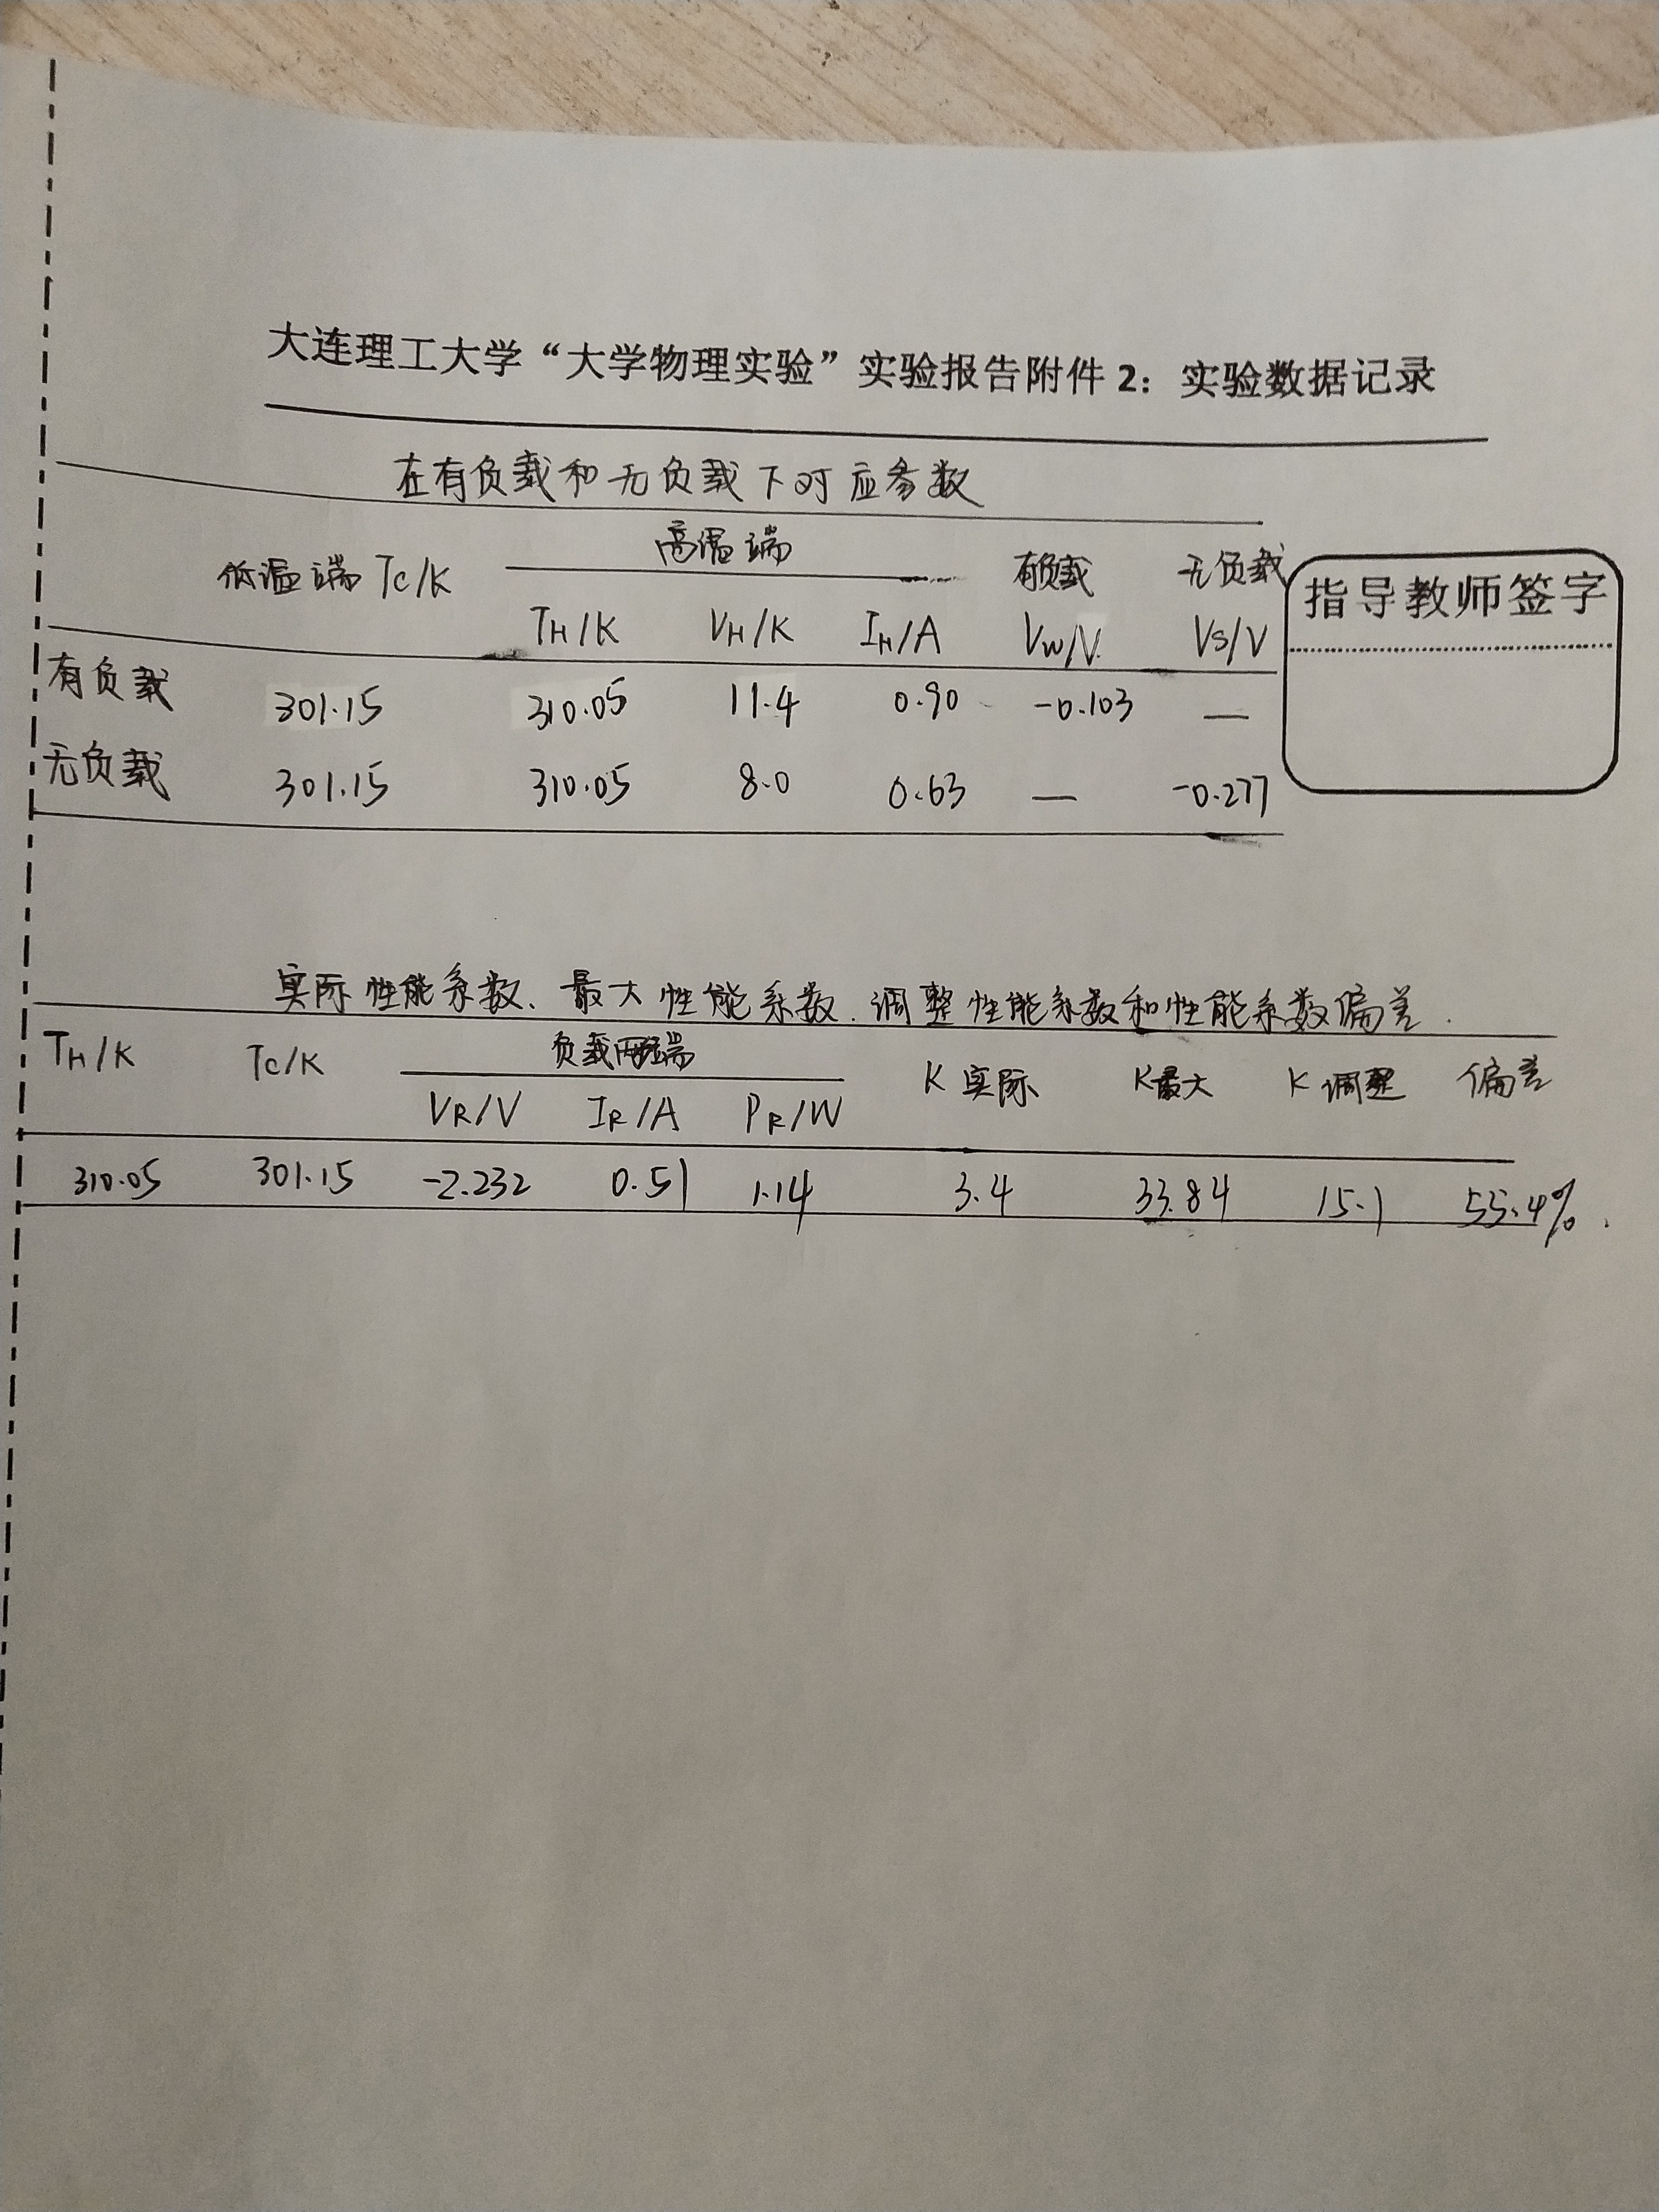 大连理工大学“大学物理实验”实验报告附件 2：实验数据记录
在有负载和无负载下对应参数
低温端 Tc/K 高温端 有负载 无负载
TH/K VH/K IH/A Vw/V Vs/V
有负载 301.15 310.05 11.4 0.90 -0.103 —
无负载 301.15 310.05 8.0 0.63 — -0.277
指导教师签字
实际性能系数、最大性能系数、调整性能系数和性能系数偏差.
TH/K Tc/K 负载两端 K实际 K最大 K调整 偏差
VR/V IR/A PR/W
310.05 301.15 -2.232 0.51 1.14 3.4 33.84 15.1 55.4%.